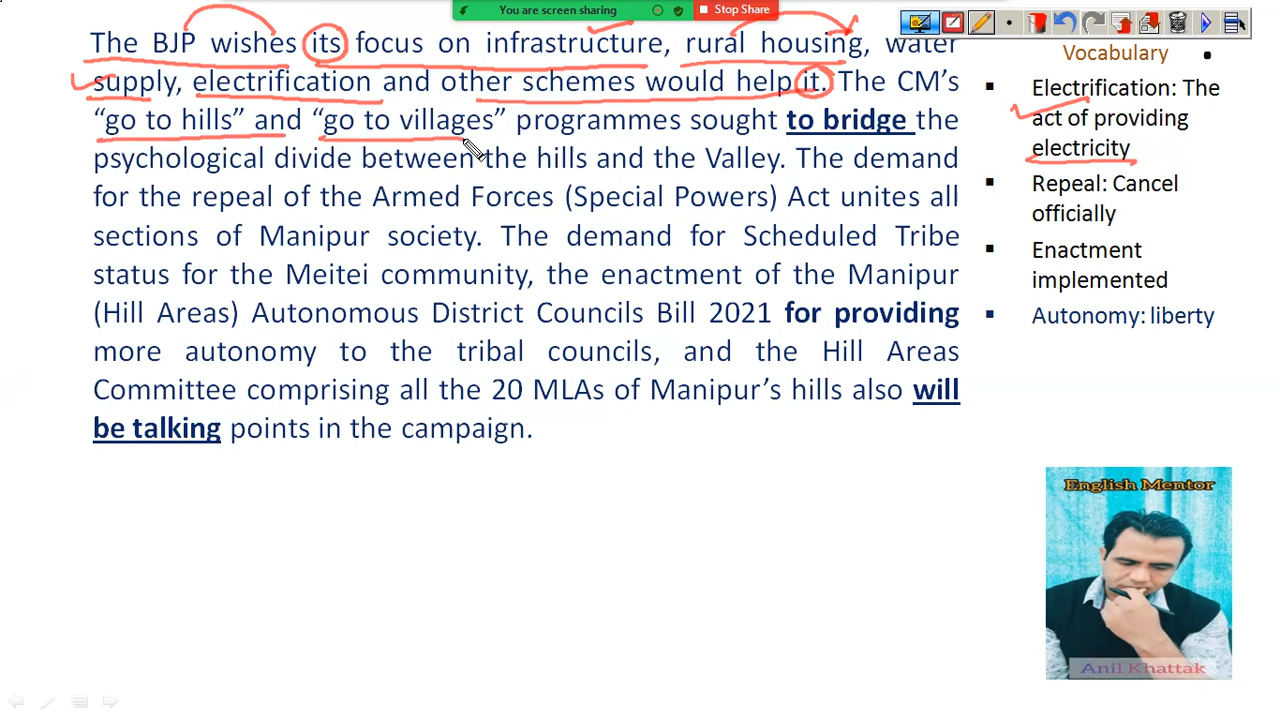 You are screen sharing
Stop Share
The BJP wishes its focus on infrastructure, rural housing, water
supply, electrification and other schemes would help it. The CM’s
“go to hills” and “go to villages” programmes sought to bridge the
psychological divide between the hills and the Valley. The demand
for the repeal of the Armed Forces (Special Powers) Act unites all
sections of Manipur society. The demand for Scheduled Tribe
status for the Meitei community, the enactment of the Manipur
(Hill Areas) Autonomous District Councils Bill 2021 for providing
more autonomy to the tribal councils, and the Hill Areas
Committee comprising all the 20 MLAs of Manipur’s hills also will
be talking points in the campaign.
Vocabulary
Electrification: The
act of providing
electricity
Repeal: Cancel
officially
Enactment
implemented
Autonomy: liberty
English Mentor
Anil Khattak